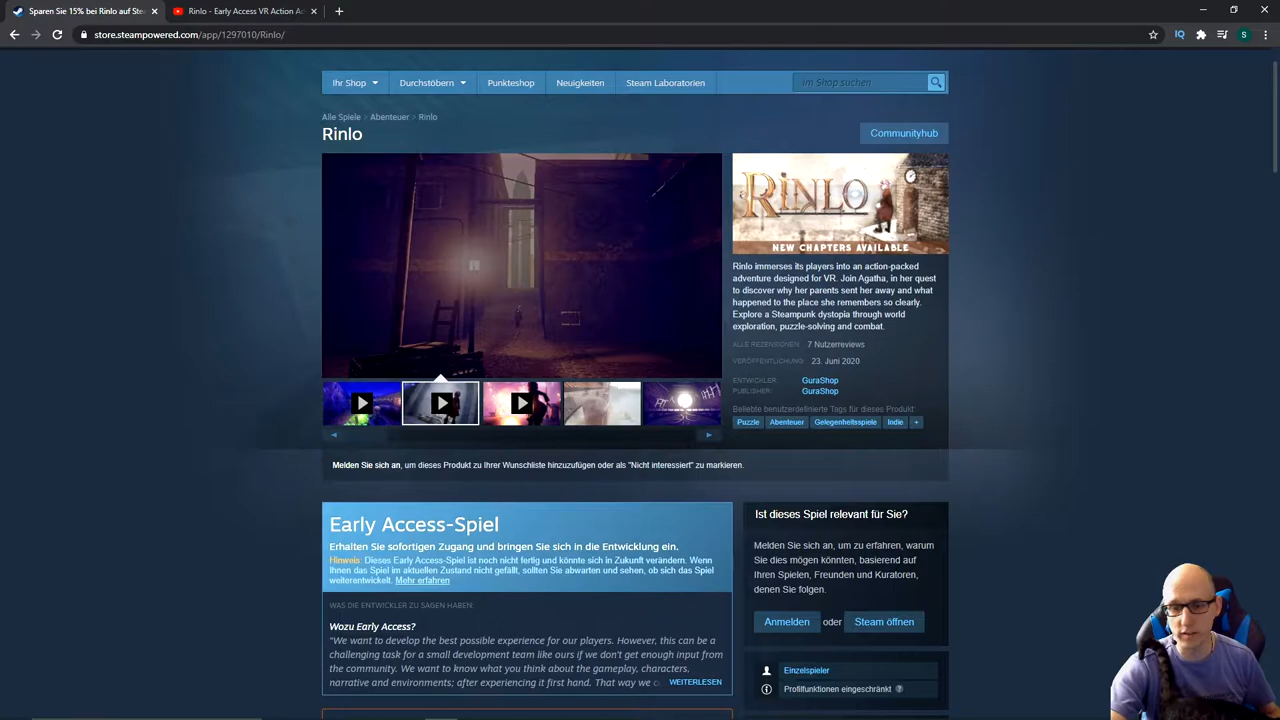 Sparen Sie 15% bei Rinlo auf Ste
Rinlo - Early Access VR Action Ad
store.steampowered.com/app/1297010/Rinlo/
S
Ihr Shop
Durchstöbern
Punkteshop
Neuigkeiten
Steam Laboratorien
im Shop suchen
Alle Spiele > Abenteuer > Rinlo
Rinlo
Communityhub
RINLO
NEW CHAPTERS AVAILABLE
Rinlo immerses its players into an action-packed
adventure designed for VR. Join Agatha, in her quest
to discover why her parents sent her away and what
happened to the place she remembers so clearly.
Explore a Steampunk dystopia through world
exploration, puzzle-solving and combat.
ALLE REZENSIONEN: 7 Nutzerreviews
VERÖFFENTLICHUNG: 23. Juni 2020
ENTWICKLER: GuraShop
PUBLISHER: GuraShop
Beliebte benutzerdefinierte Tags für dieses Produkt:
Puzzle Abenteuer Gelegenheitsspiele Indie +
Melden Sie sich an, um dieses Produkt zu Ihrer Wunschliste hinzuzufügen oder als "Nicht interessiert" zu markieren.
Early Access-Spiel
Erhalten Sie sofortigen Zugang und bringen Sie sich in die Entwicklung ein.
Hinweis: Dieses Early Access-Spiel ist noch nicht fertig und könnte sich in Zukunft verändern. Wenn
Ihnen das Spiel im aktuellen Zustand nicht gefällt, sollten Sie abwarten und sehen, ob sich das Spiel
weiterentwickelt. Mehr erfahren
WAS DIE ENTWICKLER ZU SAGEN HABEN:
Wozu Early Access?
"We want to develop the best possible experience for our players. However, this can be a
challenging task for a small development team like ours if we don't get enough input from
the community. We want to know what you think about the gameplay, characters,
narrative and environments; after experiencing it first hand. That way we c
WEITERLESEN
Ist dieses Spiel relevant für Sie?
Melden Sie sich an, um zu erfahren, warum
Sie dies mögen könnten, basierend auf
Ihren Spielen, Freunden und Kuratoren,
denen Sie folgen.
Anmelden oder Steam öffnen
Einzelspieler
Profilfunktionen eingeschränkt ?